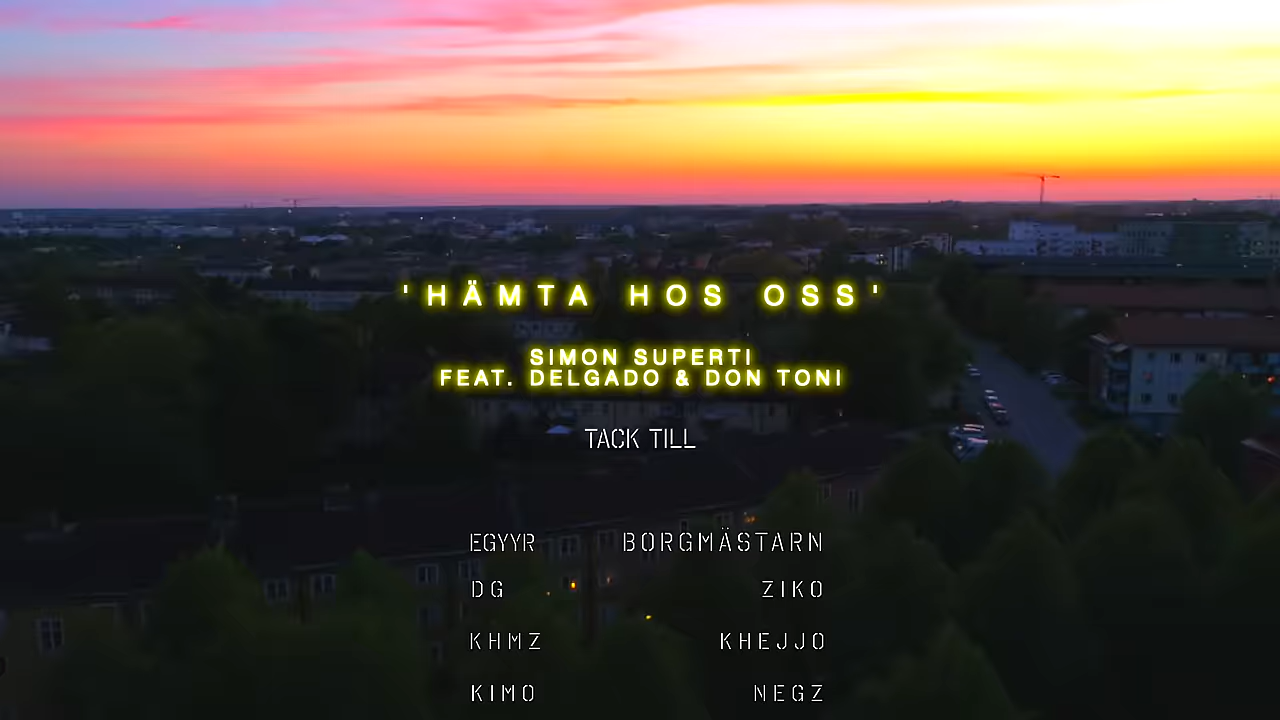 'HÄMTA HOS OSS'
SIMON SUPERTI
FEAT. DELGADO & DON TONI
TACK TILL
EGYYR BORGMÄSTARN
DG ZIKO
KHMZ KHEJJO
KIMO NEGZ